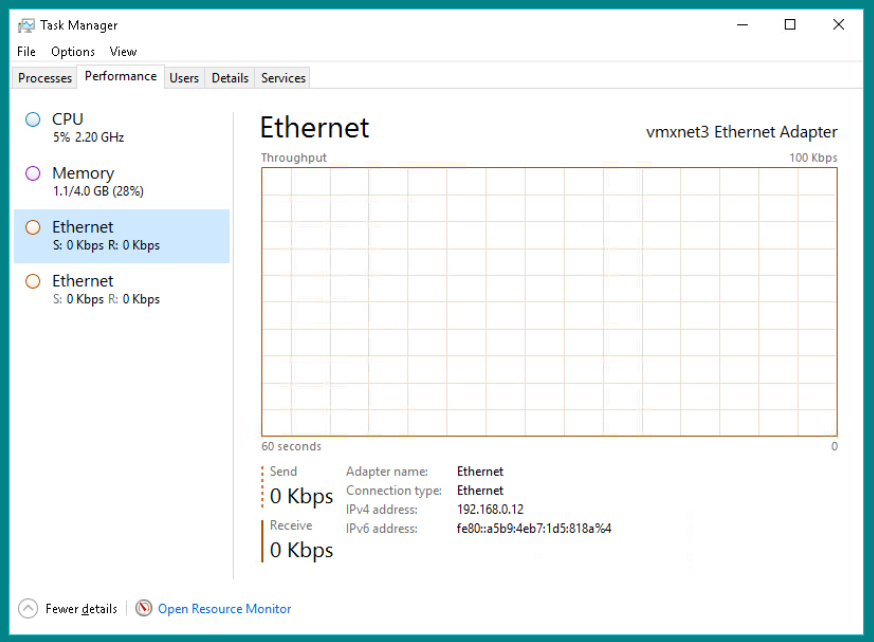 Task Manager
File Options View
Processes Performance Users Details Services
CPU
5% 2.20 GHz
Memory
1.1/4.0 GB (28%)
Ethernet
S: 0 Kbps R: 0 Kbps
Ethernet
S: 0 Kbps R: 0 Kbps
Ethernet
vmxnet3 Ethernet Adapter
Throughput 100 Kbps
60 seconds 0
Send
0 Kbps
Receive
0 Kbps
Adapter name: Ethernet
Connection type: Ethernet
IPv4 address: 192.168.0.12
IPv6 address: fe80::a5b9:4eb7:1d5:818a%4
Fewer details Open Resource Monitor